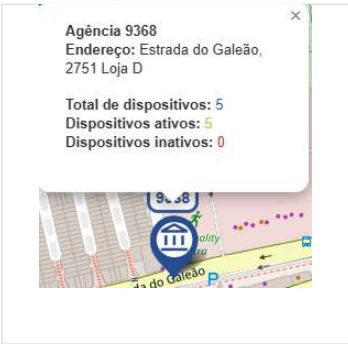 ×
Agência 9368
Endereço: Estrada do Galeão,
2751 Loja D
Total de dispositivos: 5
Dispositivos ativos: 5
Dispositivos inativos: 0
9368
do Galeão
P